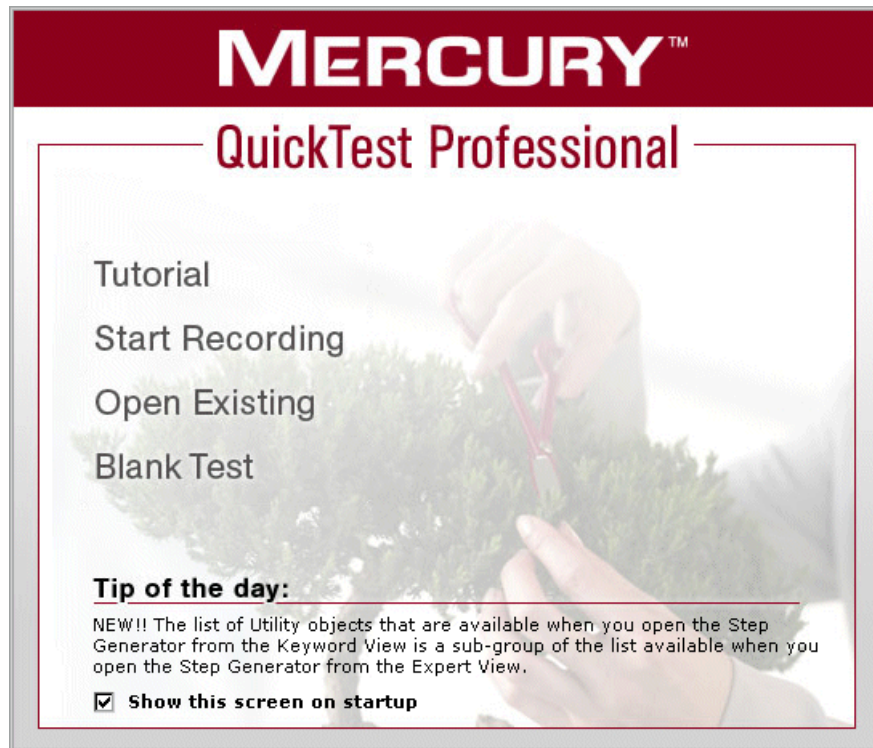 MERCURY™
QuickTest Professional
Tutorial
Start Recording
Open Existing
Blank Test
Tip of the day:
NEW!! The list of Utility objects that are available when you open the Step
Generator from the Keyword View is a sub-group of the list available when you
open the Step Generator from the Expert View.
Show this screen on startup